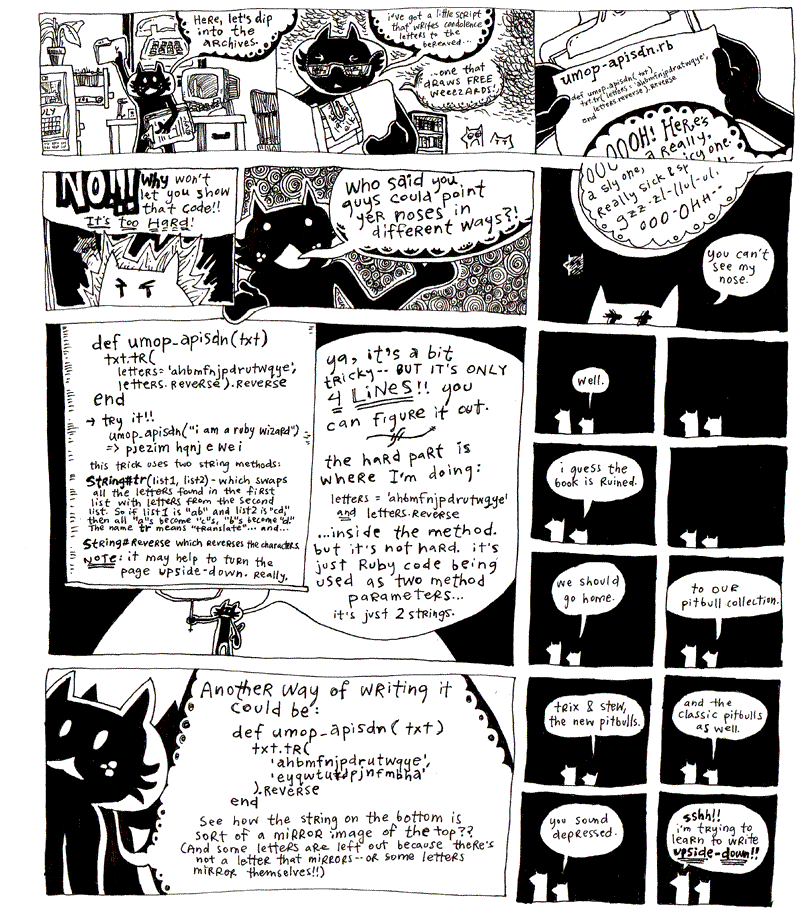 Here, let's dip
into the
archives.
i've got a little script
that writes condolence
letters to the
bereaved...
...one that
draws FREE
WEEEZARDS!
umop-apisdn.rb
def umop_apisdn( txt)
txt.tr( letters= 'ahbmfnjpdrutwqye',
letters.reverse ).reverse
end
OOOH! Here's
a really,
a sly one,
icy one.
really sick & sp
gzz-zl-llul-ul.
ooo-OHH--
NO!!!
Why won't
let you show
that code!!
It's too Hard!
Who said you
guys could point
yer noses in
different ways?!
you can't
see my
nose.
def umop_apisdn(txt)
txt.tr(
letters= 'ahbmfnjpdrutwqye',
letters.reverse ).reverse
end
→ try it!!
umop_apisdn("i am a ruby wizard")
=> pjezim hqnj e we i
this trick uses two string methods:
String#tr(list1, list2) - which swaps
all the letters found in the first
list with letters from the second
list. So if list1 is "ab" and list2 is "cd,"
then all "a"s become "c"s, "b"s become "d."
The name tr means "translate"... and...
String#reverse which reverses the characters.
NOTE: it may help to turn the
page upside-down. Really.
ya, it's a bit
tricky-- BUT IT'S ONLY
4 LiNES!! you
can figure it out.
the hard part is
where I'm doing:
letters = 'ahbmfnjpdrutwqye'
and letters.reverse
...inside the method.
but it's not hard. it's
just Ruby code being
used as two method
parameters...
it's just 2 strings.
well.
i guess the
book is ruined.
we should
go home.
to our
pitbull collection.
trix & stew,
the new pitbulls.
and the
classic pitbulls
as well.
you sound
depressed.
sshh!!
i'm trying to
learn to write
upside-down!!
Another way of writing it
could be:
def umop_apisdn( txt)
txt.tr(
'ahbmfnjpdrutwqye',
'eyqwturdpjnfmbha'
).reverse
end
See how the string on the bottom is
sort of a mirror image of the top??
(And some letters are left out because there's
not a letter that mirrors--or some letters
mirror themselves!!)